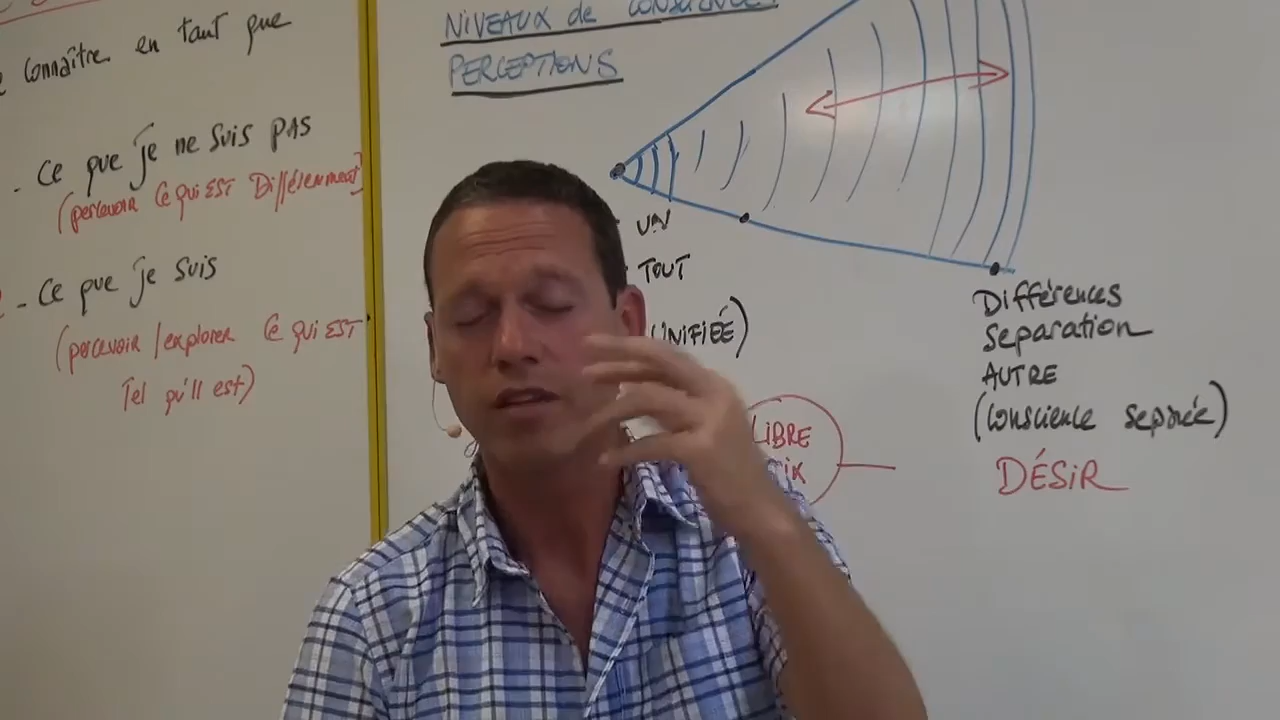 connaître en tant que
- Ce que je ne suis PAS
(percevoir Ce qui EST Différemment)
- Ce que je suis
(percevoir / explorer Ce qui EST
Tel qu'il est)
NIVEAUX de CONSCIENCE /
PERCEPTIONS
UN
TOUT
UNIFIÉE)
LIBRE
Différences
separation
AUTRE
(conscience separée)
DÉSIR